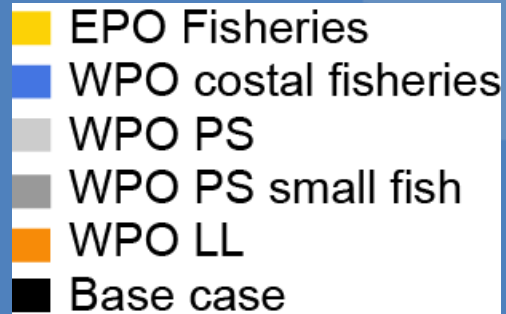 EPO Fisheries
WPO costal fisheries
WPO PS
WPO PS small fish
WPO LL
Base case